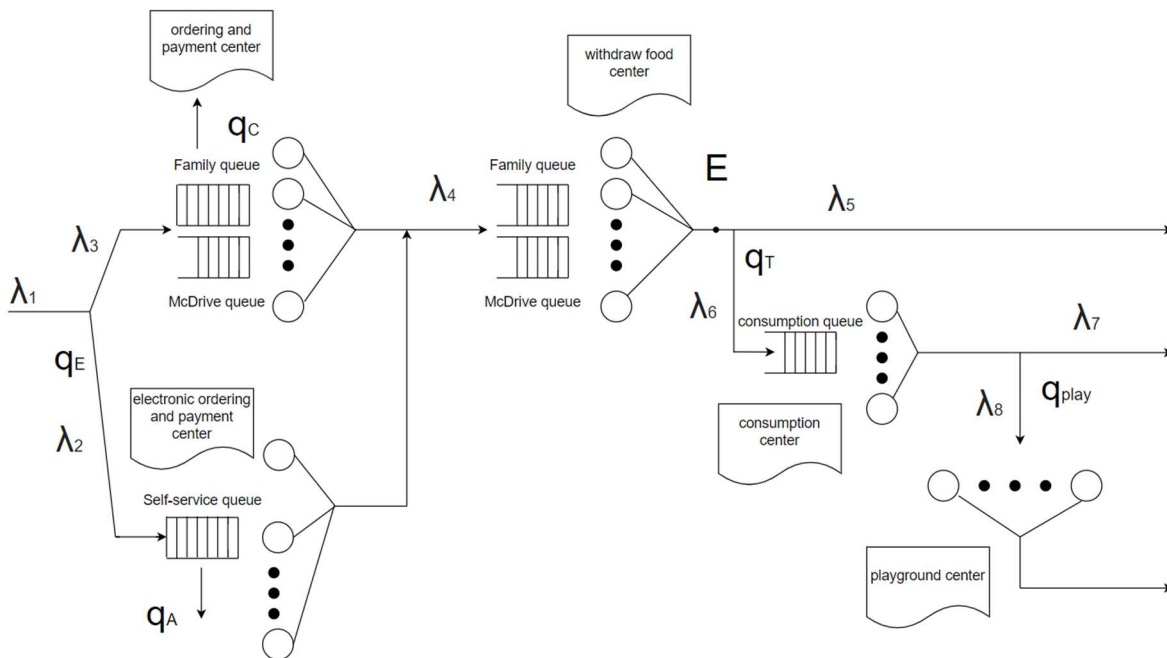 ordering and
payment center
withdraw food
center
qC
Family queue
McDrive queue
λ3
λ1
λ4
Family queue
McDrive queue
E
λ5
qT
λ6
consumption queue
λ7
qE
λ2
electronic ordering
and payment
center
Self-service queue
qA
consumption
center
λ8
qplay
playground center